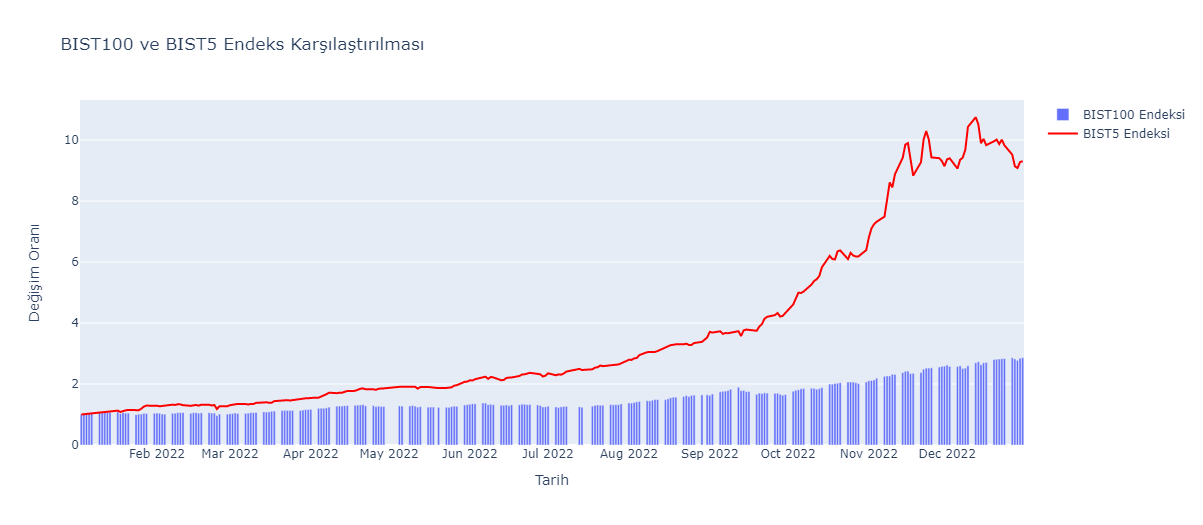 BIST100 ve BIST5 Endeks Karşılaştırılması
BIST100 Endeksi
BIST5 Endeksi
Değişim Oranı
10
8
6
4
2
0
Feb 2022 Mar 2022 Apr 2022 May 2022 Jun 2022 Jul 2022 Aug 2022 Sep 2022 Oct 2022 Nov 2022 Dec 2022
Tarih